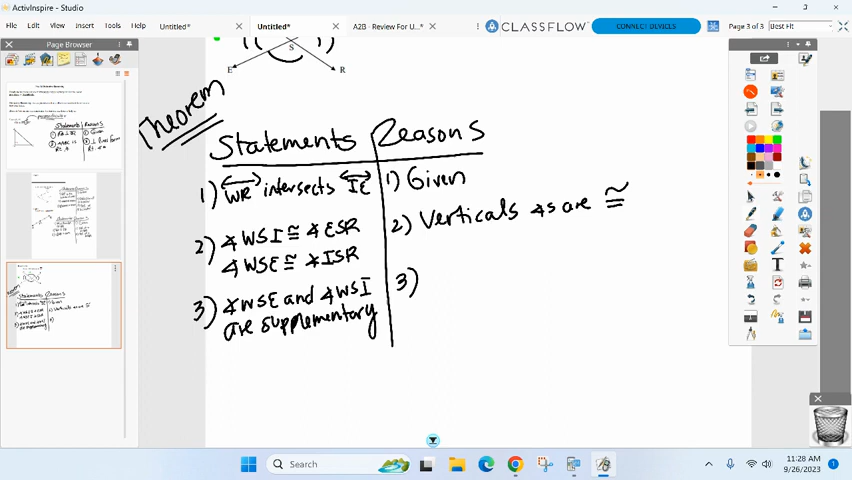 ActivInspire - Studio
File Edit View Insert Tools Help
Untitled*
Untitled*
A2B - Review For U...*
CLASSFLOW
CONNECT DEVICES
Page 3 of 3
Best Fit
Page Browser
S
E
R
Theorem
Statements Reasons
1) WR intersects IE
1) Given
2) ∡WSI ≅ ∡ESR
∡WSE ≅ ∡ISR
2) Verticals ∡s are ≅
3) ∡WSE and ∡WSI
are supplementary
3)
Search
11:28 AM
9/26/2023